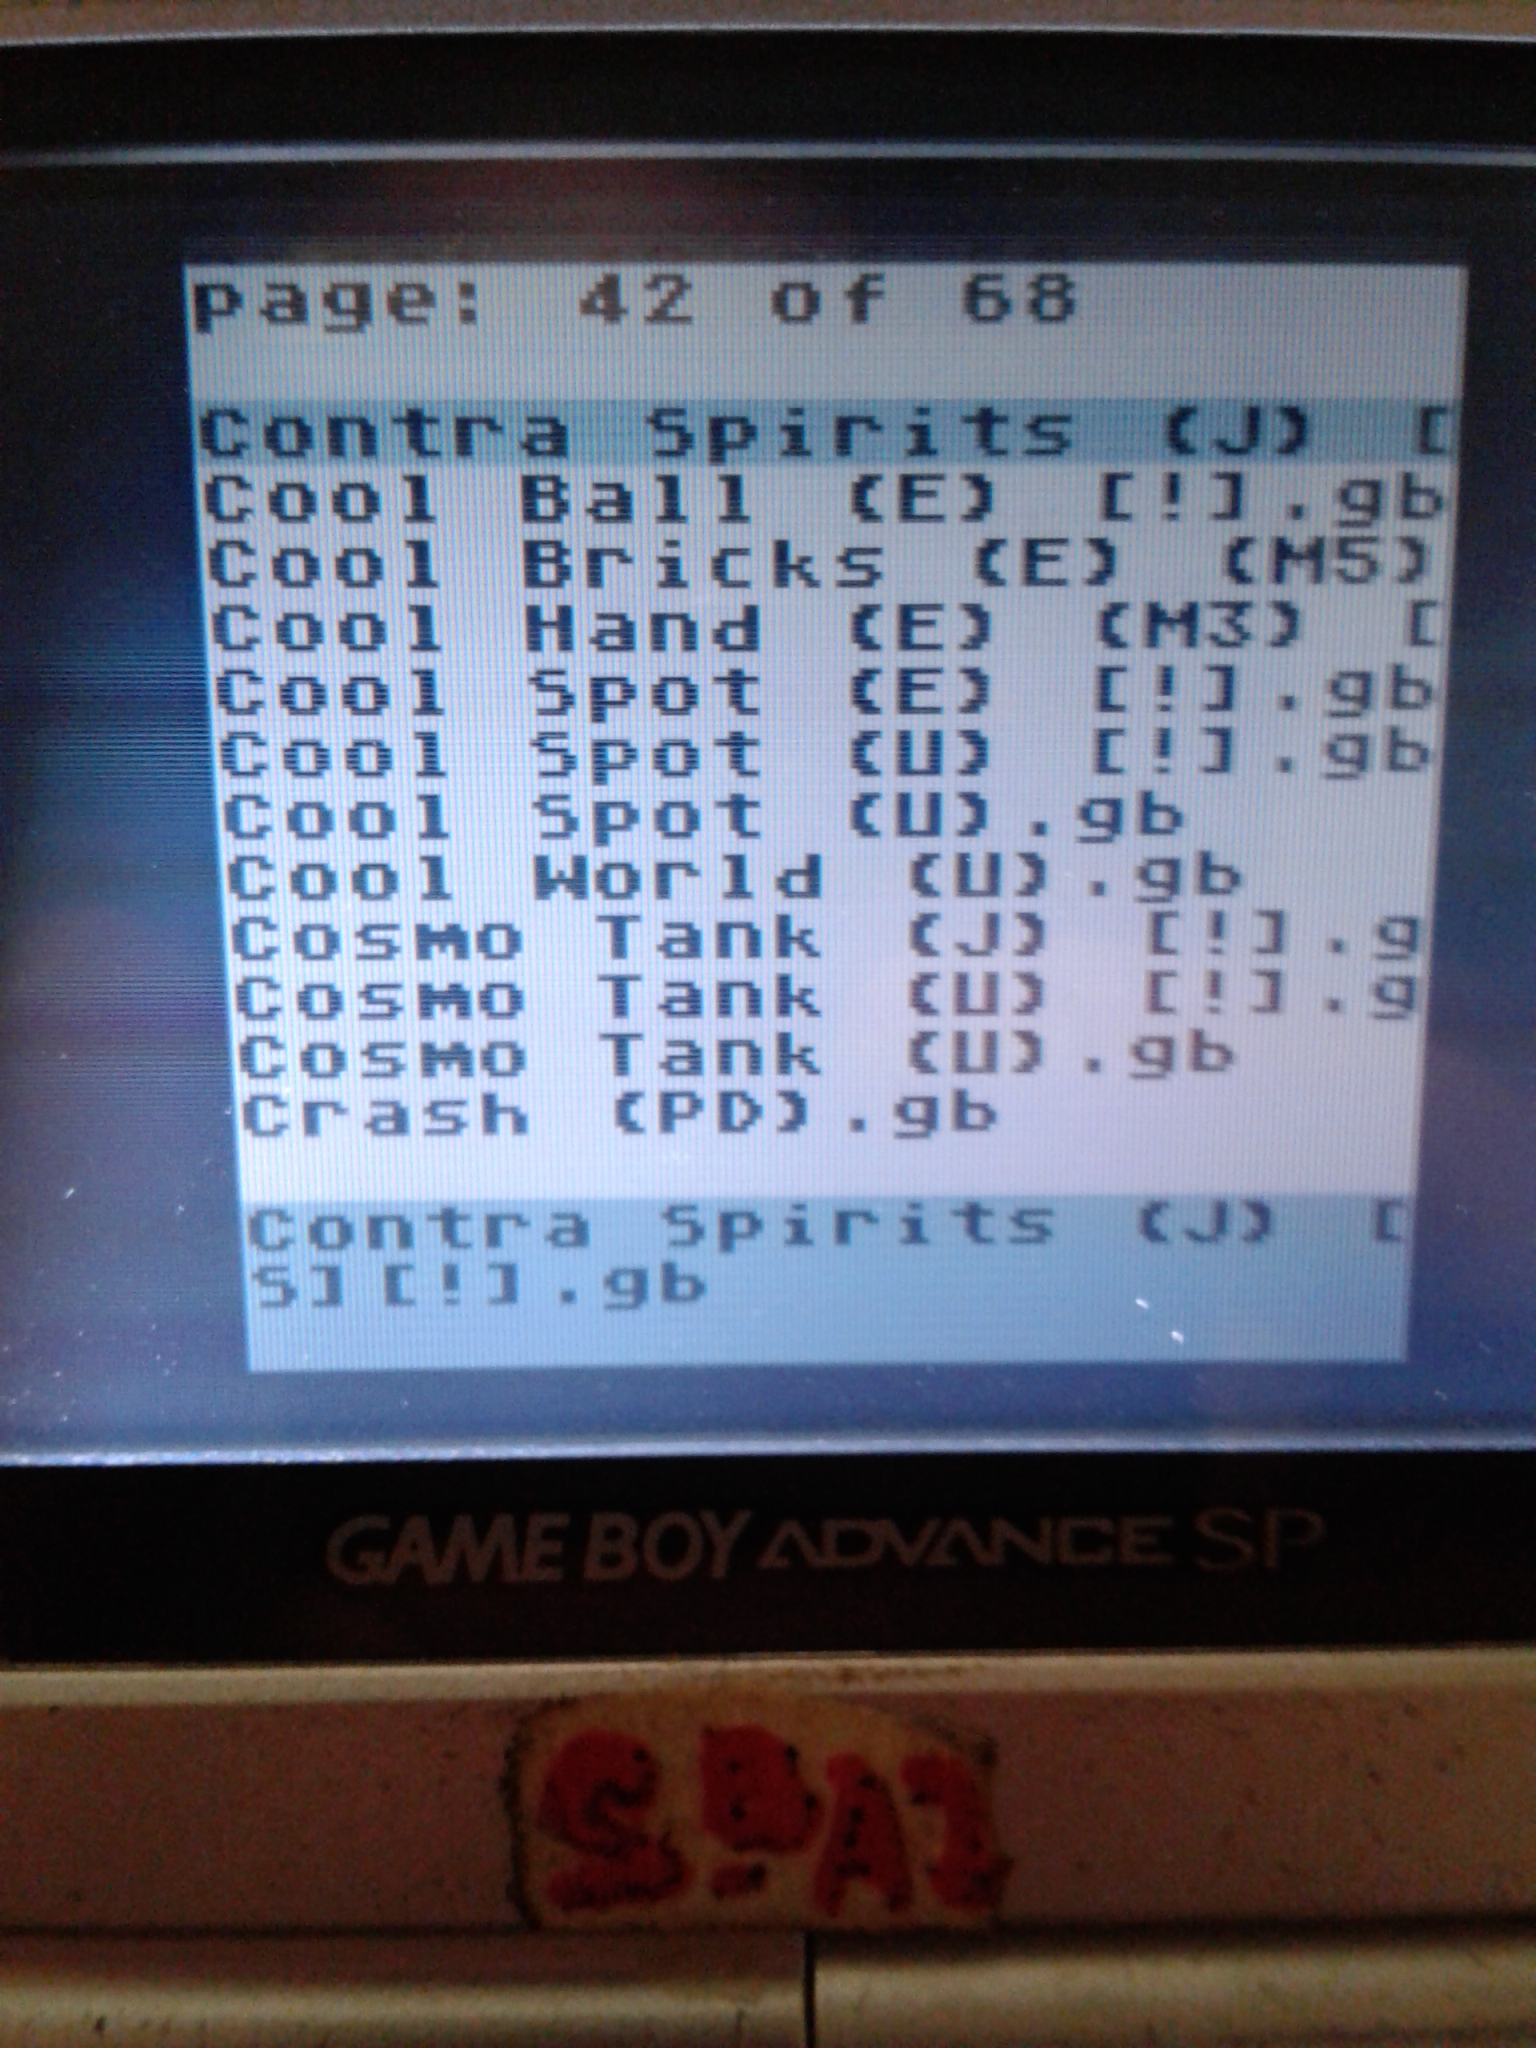 page: 42 of 68
Contra Spirits (J) [
Cool Ball (E) [!].gb
Cool Bricks (E) (M5)
Cool Hand (E) (M3) [
Cool Spot (E) [!].gb
Cool Spot (U) [!].gb
Cool Spot (U).gb
Cool World (U).gb
Cosmo Tank (J) [!].g
Cosmo Tank (U) [!].g
Cosmo Tank (U).gb
Crash (PD).gb
Contra Spirits (J) [
S][!].gb
GAME BOY ADVANCE SP